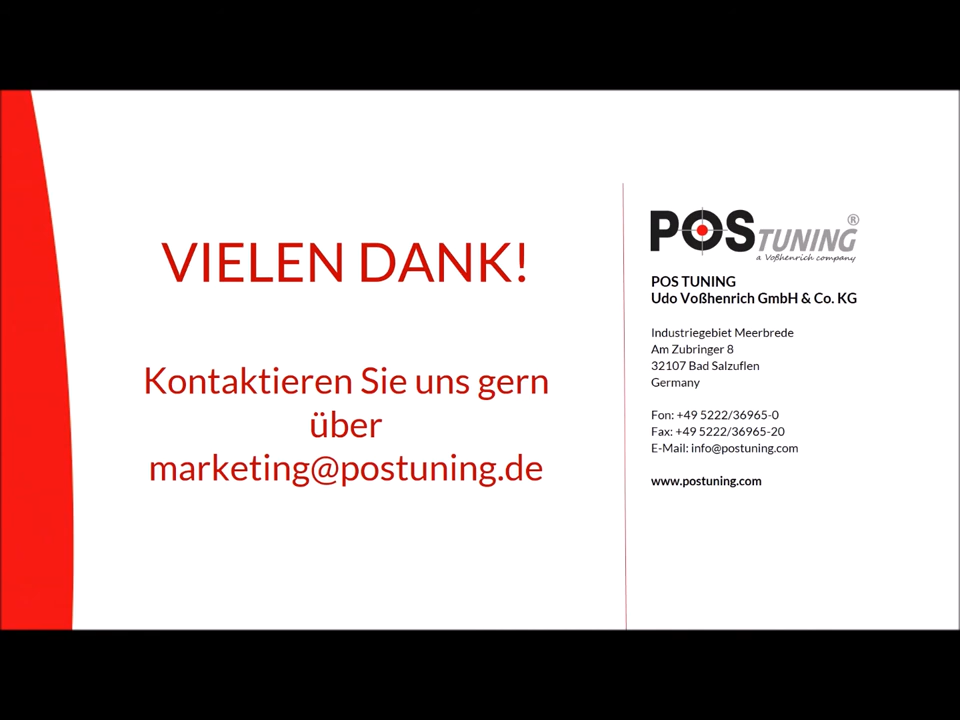 VIELEN DANK!
Kontaktieren Sie uns gern
über
marketing@postuning.de
POSTUNING®
a Voßhenrich company
POS TUNING
Udo Voßhenrich GmbH & Co. KG
Industriegebiet Meerbrede
Am Zubringer 8
32107 Bad Salzuflen
Germany
Fon: +49 5222/36965-0
Fax: +49 5222/36965-20
E-Mail: info@postuning.com
www.postuning.com